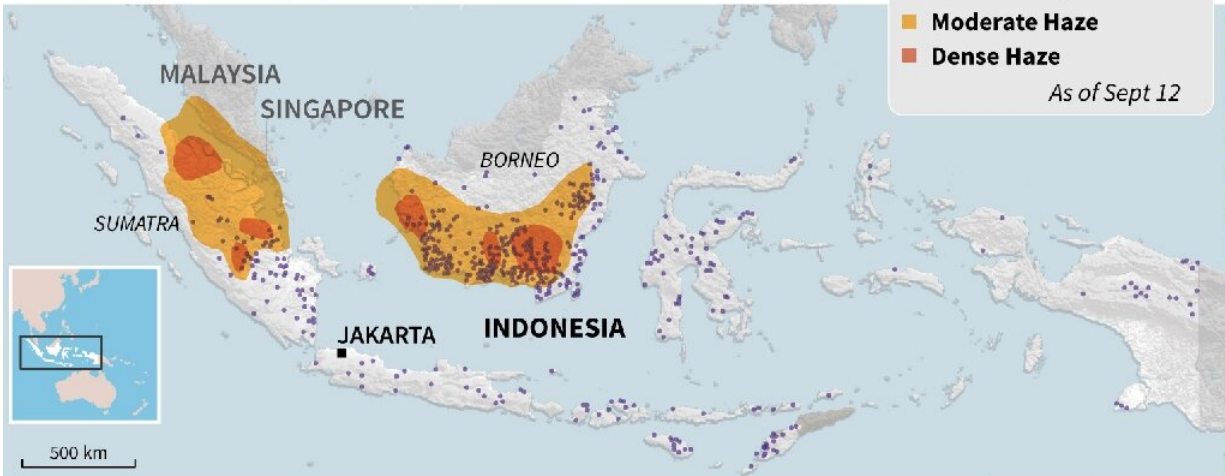 Moderate Haze
Dense Haze
As of Sept 12
MALAYSIA
SINGAPORE
BORNEO
SUMATRA
JAKARTA
INDONESIA
500 km